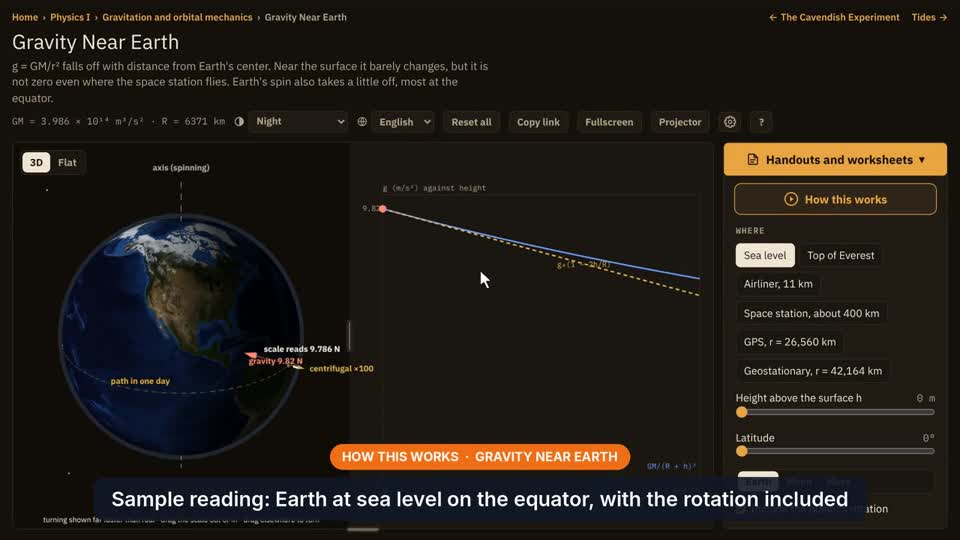 Home › Physics I › Gravitation and orbital mechanics › Gravity Near Earth
← The Cavendish Experiment Tides →
Gravity Near Earth
g = GM/r² falls off with distance from Earth's center. Near the surface it barely changes, but it is
not zero even where the space station flies. Earth's spin also takes a little off, most at the
equator.
GM = 3.986 × 10¹⁴ m³/s² · R = 6371 km
Night
English
Reset all
Copy link
Fullscreen
Projector
?
3D Flat
axis (spinning)
scale reads 9.786 N
gravity 9.82 N
centrifugal ×100
path in one day
g (m/s²) against height
9.82
g₀(1 − 2h/R)
GM/(R + h)²
Handouts and worksheets ▾
How this works
WHERE
Sea level
Top of Everest
Airliner, 11 km
Space station, about 400 km
GPS, r = 26,560 km
Geostationary, r = 42,164 km
Height above the surface h 0 m
Latitude 0°
HOW THIS WORKS · GRAVITY NEAR EARTH
Sample reading: Earth at sea level on the equator, with the rotation included